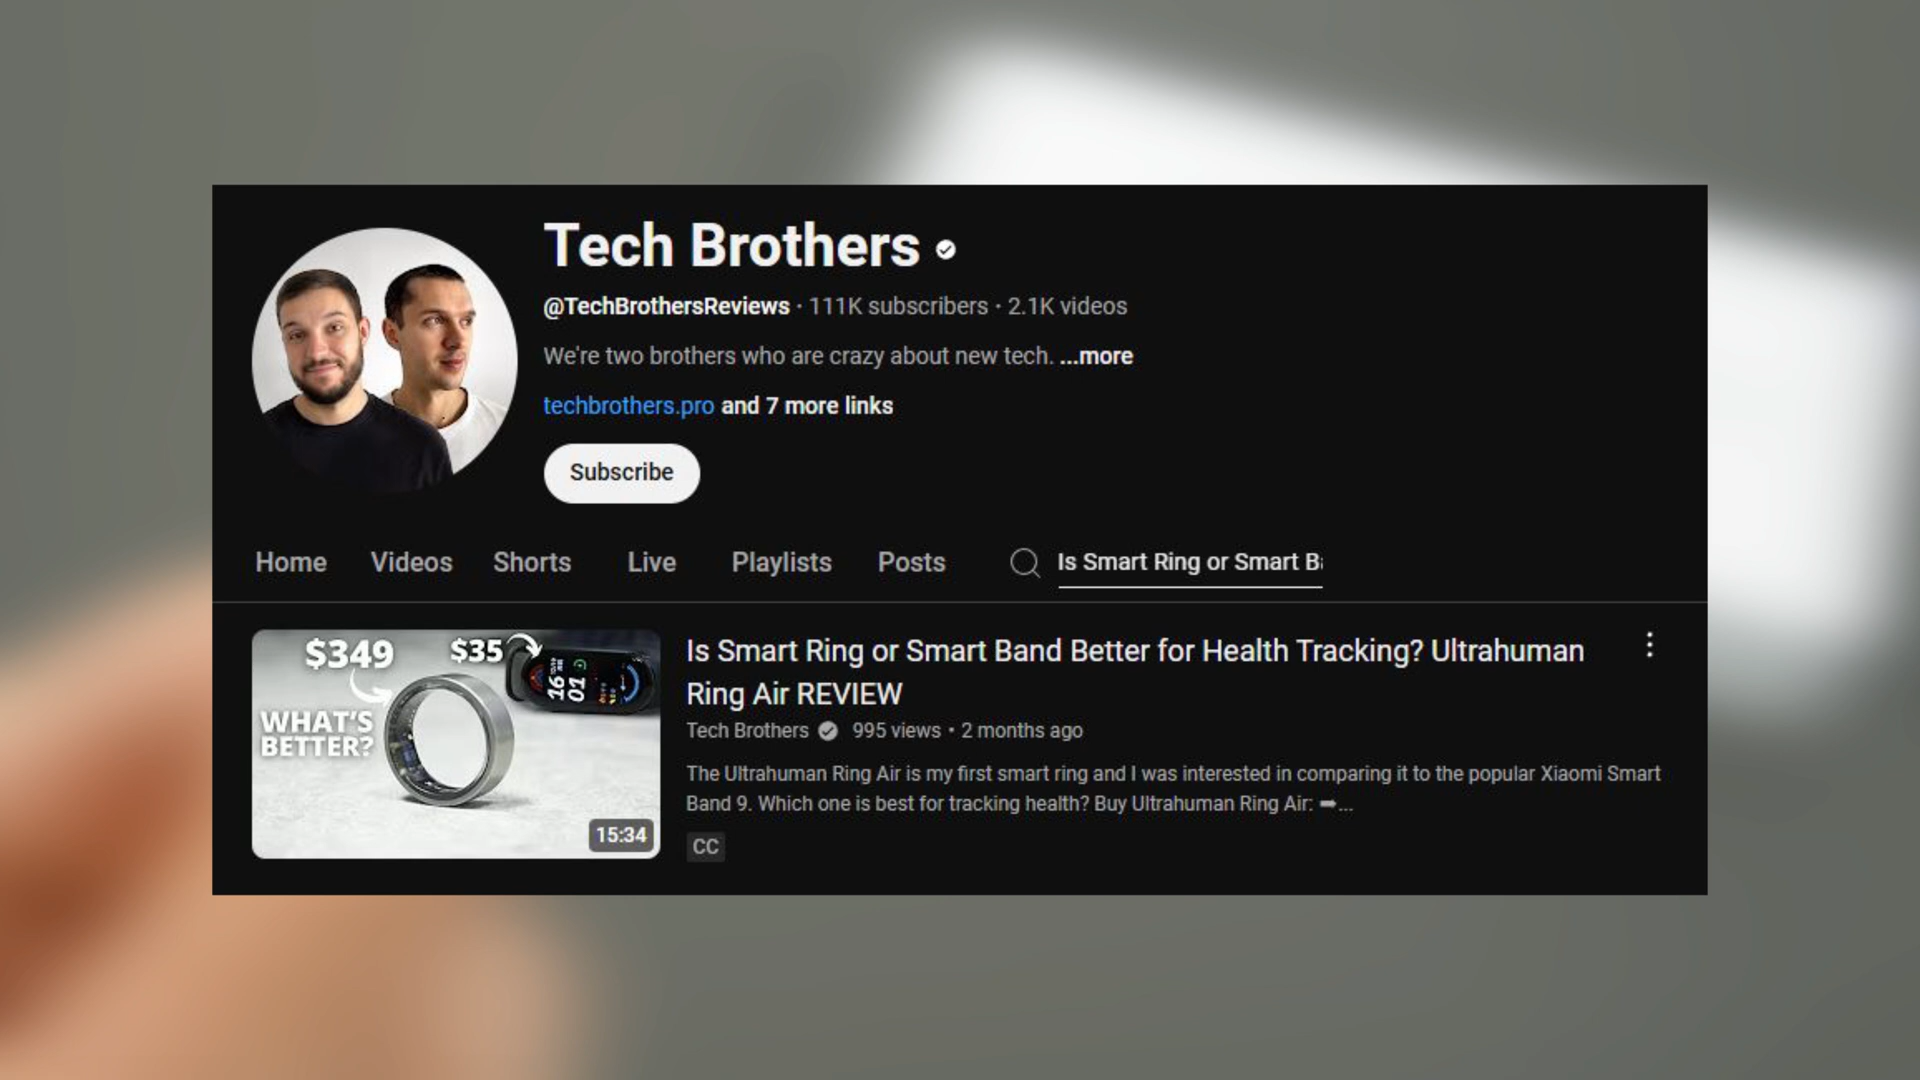 Tech Brothers
@TechBrothersReviews · 111K subscribers · 2.1K videos
We're two brothers who are crazy about new tech. ...more
techbrothers.pro and 7 more links
Subscribe
Home Videos Shorts Live Playlists Posts Is Smart Ring or Smart B
$349 $35
WHAT'S
BETTER?
16
01
15:34
Is Smart Ring or Smart Band Better for Health Tracking? Ultrahuman
Ring Air REVIEW
Tech Brothers 995 views • 2 months ago
The Ultrahuman Ring Air is my first smart ring and I was interested in comparing it to the popular Xiaomi Smart
Band 9. Which one is best for tracking health? Buy Ultrahuman Ring Air: ➡...
CC